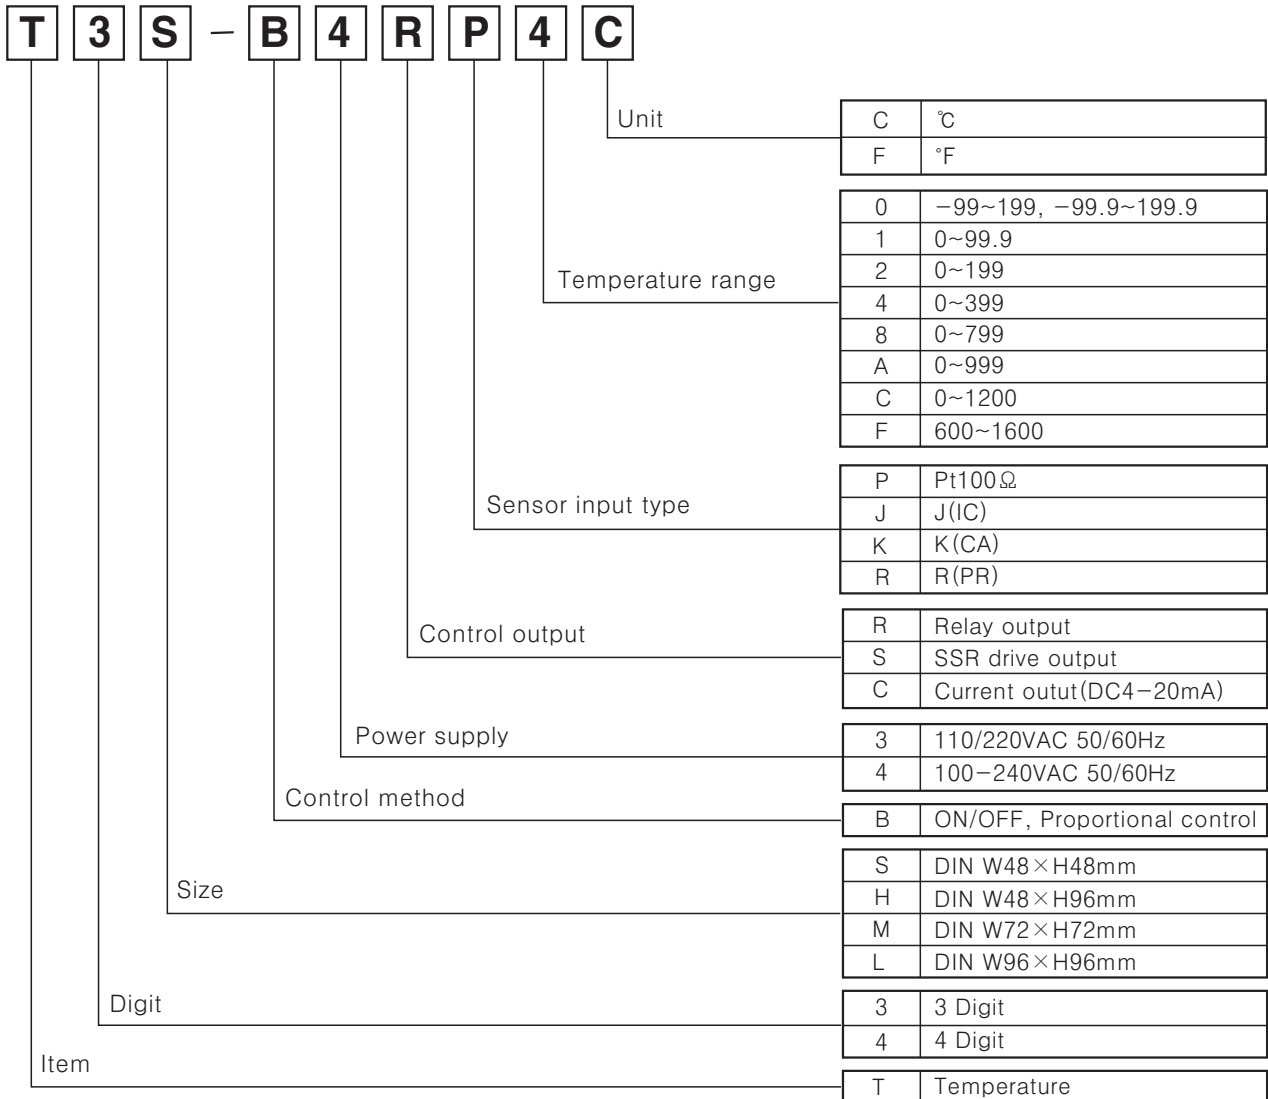 T 3 S - B 4 R P 4 C
Unit
C ℃
F °F
Temperature range
0 -99~199, -99.9~199.9
1 0~99.9
2 0~199
4 0~399
8 0~799
A 0~999
C 0~1200
F 600~1600
Sensor input type
P Pt100Ω
J J(IC)
K K(CA)
R R(PR)
Control output
R Relay output
S SSR drive output
C Current outut(DC4-20mA)
Power supply
3 110/220VAC 50/60Hz
4 100-240VAC 50/60Hz
Control method
B ON/OFF, Proportional control
Size
S DIN W48×H48mm
H DIN W48×H96mm
M DIN W72×H72mm
L DIN W96×H96mm
Digit
3 3 Digit
4 4 Digit
Item
T Temperature